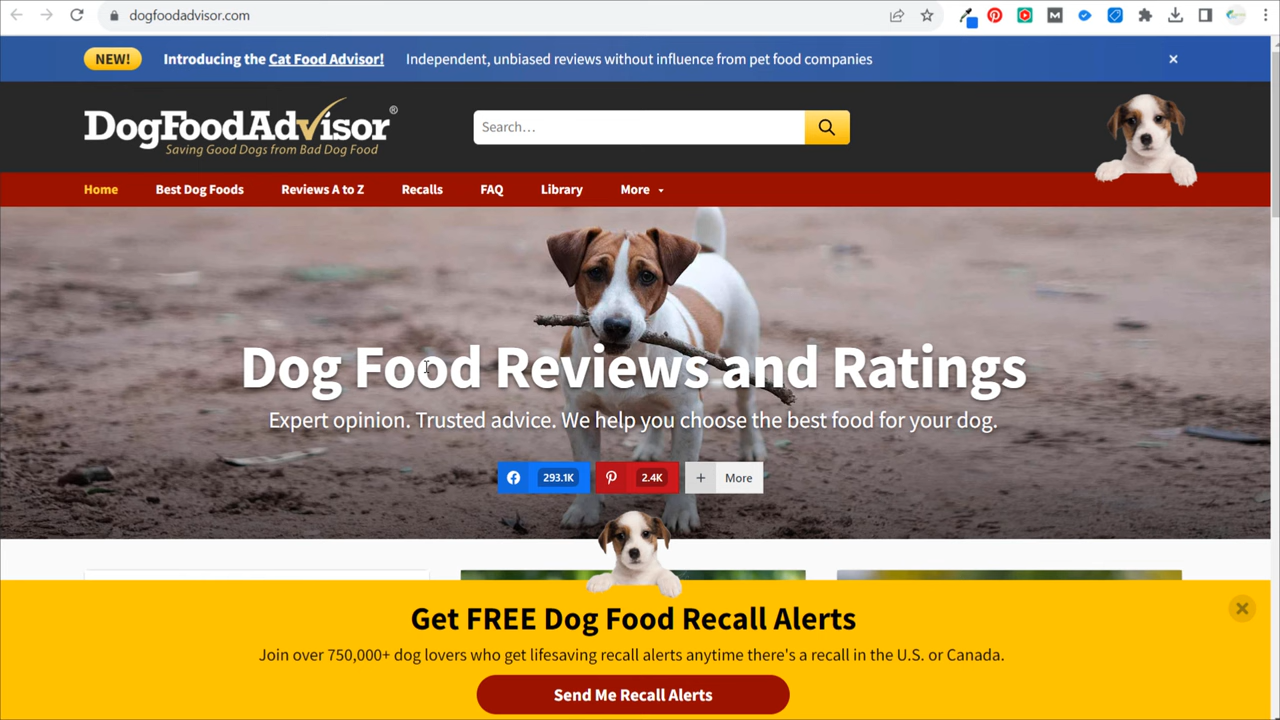 dogfoodadvisor.com
NEW! Introducing the Cat Food Advisor! Independent, unbiased reviews without influence from pet food companies
DogFoodAdvisor®
Saving Good Dogs from Bad Dog Food
Search...
Home Best Dog Foods Reviews A to Z Recalls FAQ Library More
Dog Food Reviews and Ratings
Expert opinion. Trusted advice. We help you choose the best food for your dog.
293.1K 2.4K + More
Get FREE Dog Food Recall Alerts
Join over 750,000+ dog lovers who get lifesaving recall alerts anytime there's a recall in the U.S. or Canada.
Send Me Recall Alerts